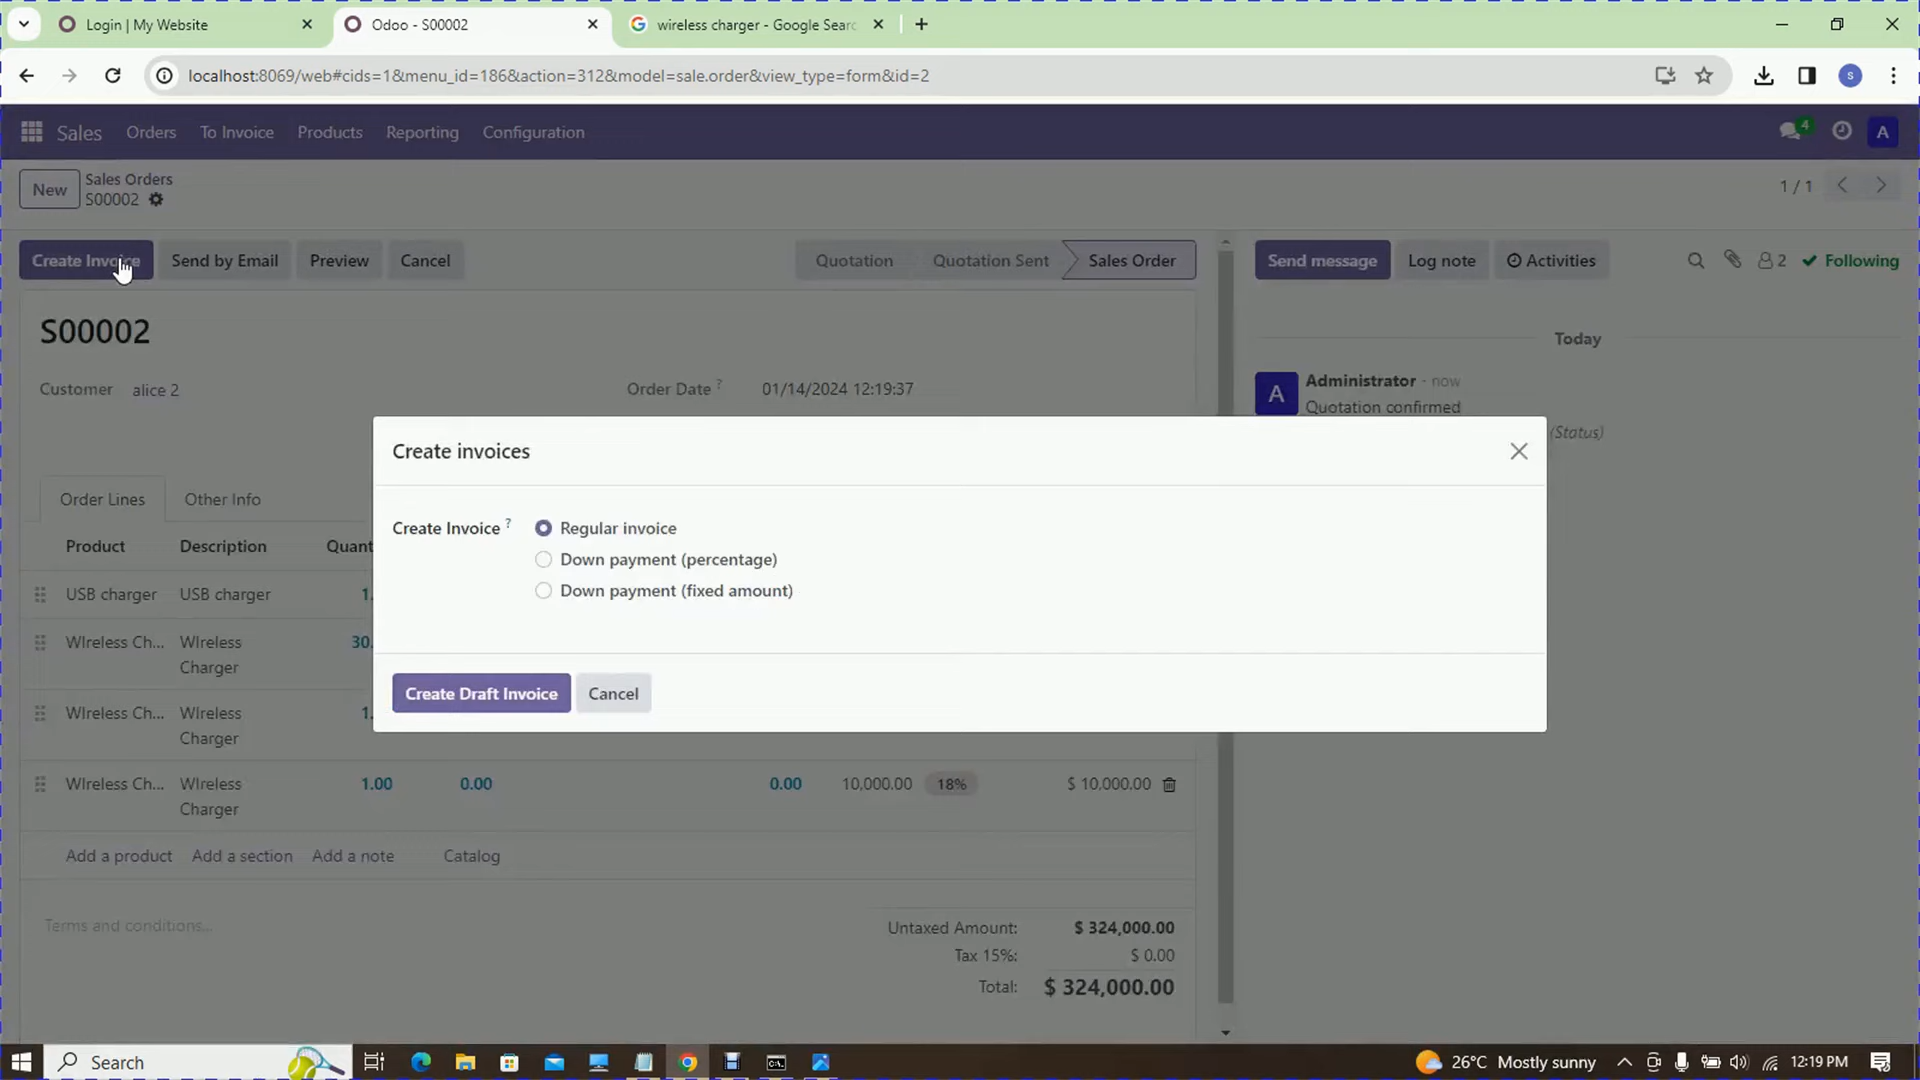 Login | My Website
Odoo - S00002
wireless charger - Google Searc
localhost:8069/web#cids=1&menu_id=186&action=312&model=sale.order&view_type=form&id=2
S
Sales Orders To Invoice Products Reporting Configuration
4
A
New
Sales Orders
S00002
1 / 1
Create Invoice Send by Email Preview Cancel
Quotation Quotation Sent Sales Order
Send message Log note Activities
2 Following
S00002
Today
Customer alice 2
Order Date ? 01/14/2024 12:19:37
A
Administrator - now
Quotation confirmed
(Status)
Create invoices
Order Lines Other Info
Create Invoice ? Regular invoice
Down payment (percentage)
Down payment (fixed amount)
Product Description Quant
USB charger USB charger 1.
WIreless Ch... WIreless Charger 30.
Create Draft Invoice Cancel
WIreless Ch... WIreless Charger 1.
WIreless Ch... WIreless Charger 1.00 0.00 0.00 10,000.00 18% $ 10,000.00
Add a product Add a section Add a note Catalog
Terms and conditions...
Untaxed Amount: $ 324,000.00
Tax 15%: $ 0.00
Total: $ 324,000.00
Search
26°C Mostly sunny
12:19 PM